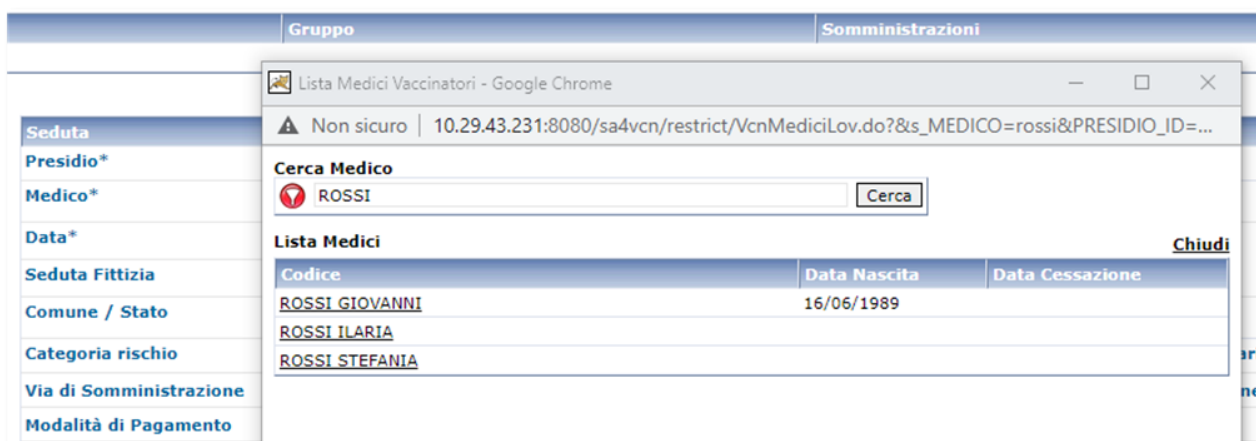 Gruppo Somministrazioni
Lista Medici Vaccinatori - Google Chrome
Non sicuro | 10.29.43.231:8080/sa4vcn/restrict/VcnMediciLov.do?&s_MEDICO=rossi&PRESIDIO_ID=...
Seduta
Presidio*
Medico*
Data*
Seduta Fittizia
Comune / Stato
Categoria rischio
Via di Somministrazione
Modalità di Pagamento
Cerca Medico
ROSSI Cerca
Lista Medici Chiudi
Codice Data Nascita Data Cessazione
ROSSI GIOVANNI 16/06/1989
ROSSI ILARIA
ROSSI STEFANIA